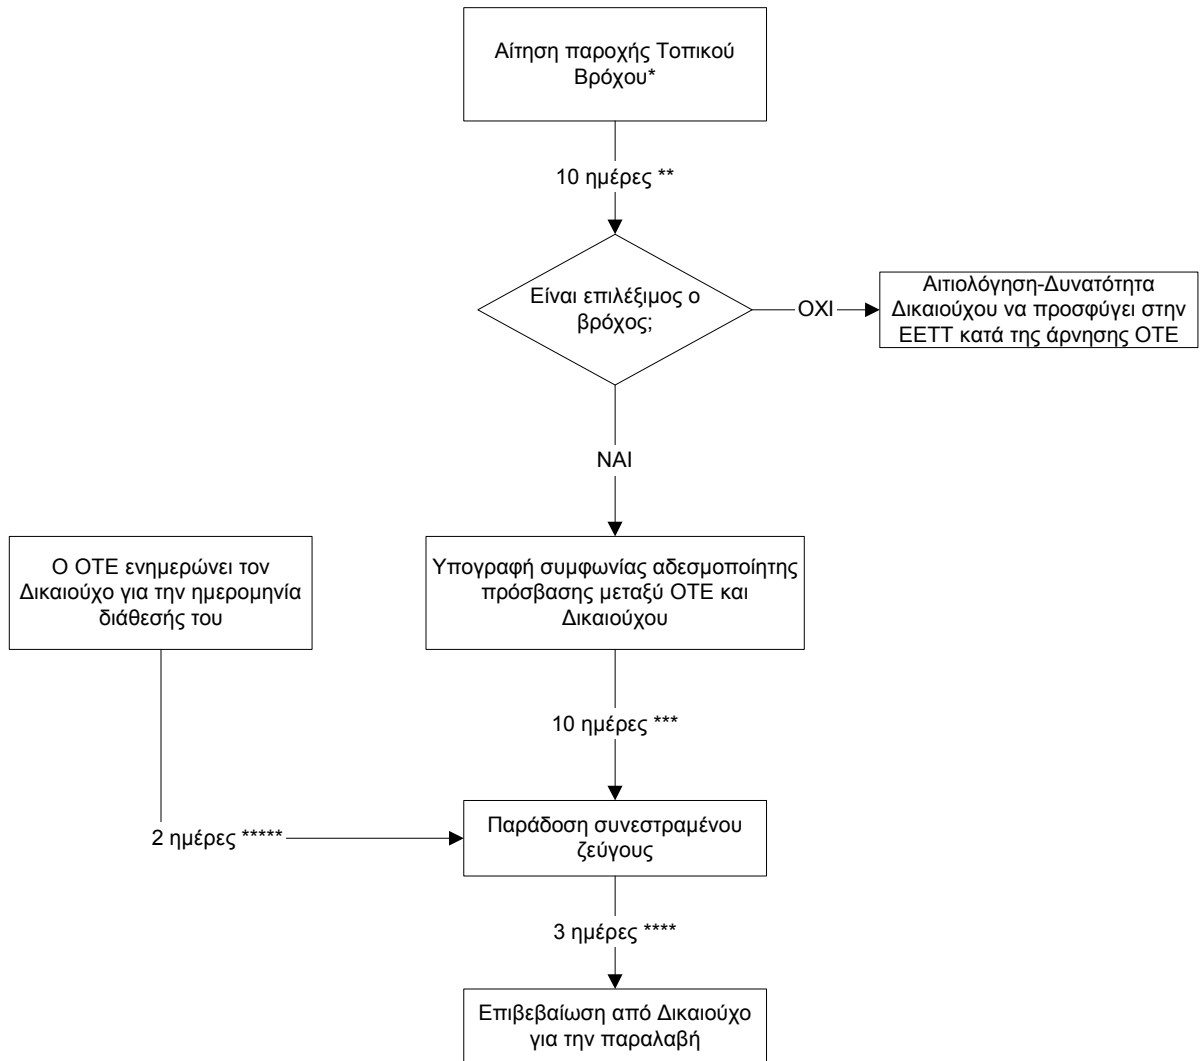 Αίτηση παροχής Τοπικού
Βρόχου*
10 ημέρες **
Είναι επιλέξιμος ο
βρόχος;
ΟΧΙ
Αιτιολόγηση-Δυνατότητα
Δικαιούχου να προσφύγει στην
ΕΕΤΤ κατά της άρνησης ΟΤΕ
ΝΑΙ
Ο ΟΤΕ ενημερώνει τον
Δικαιούχο για την ημερομηνία
διάθεσής του
Υπογραφή συμφωνίας αδεσμοποίητης
πρόσβασης μεταξύ ΟΤΕ και
Δικαιούχου
10 ημέρες ***
2 ημέρες *****
Παράδοση συνεστραμένου
ζεύγους
3 ημέρες ****
Επιβεβαίωση από Δικαιούχο
για την παραλαβή